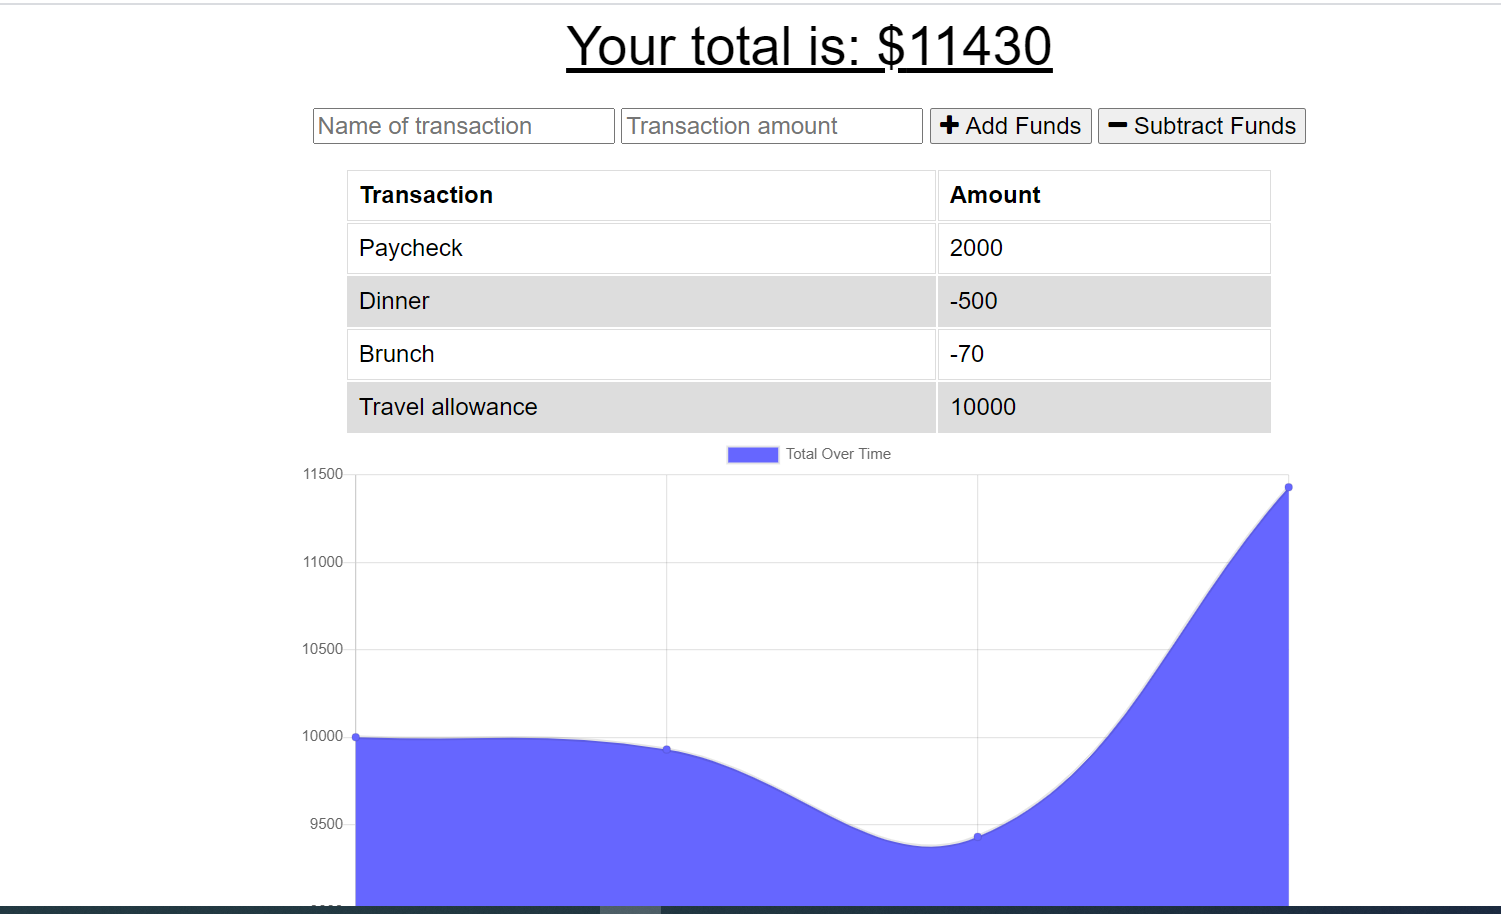 Your total is: $11430
Name of transaction Transaction amount Add Funds Subtract Funds
Transaction Amount
Paycheck 2000
Dinner -500
Brunch -70
Travel allowance 10000
Total Over Time
11500
11000
10500
10000
9500